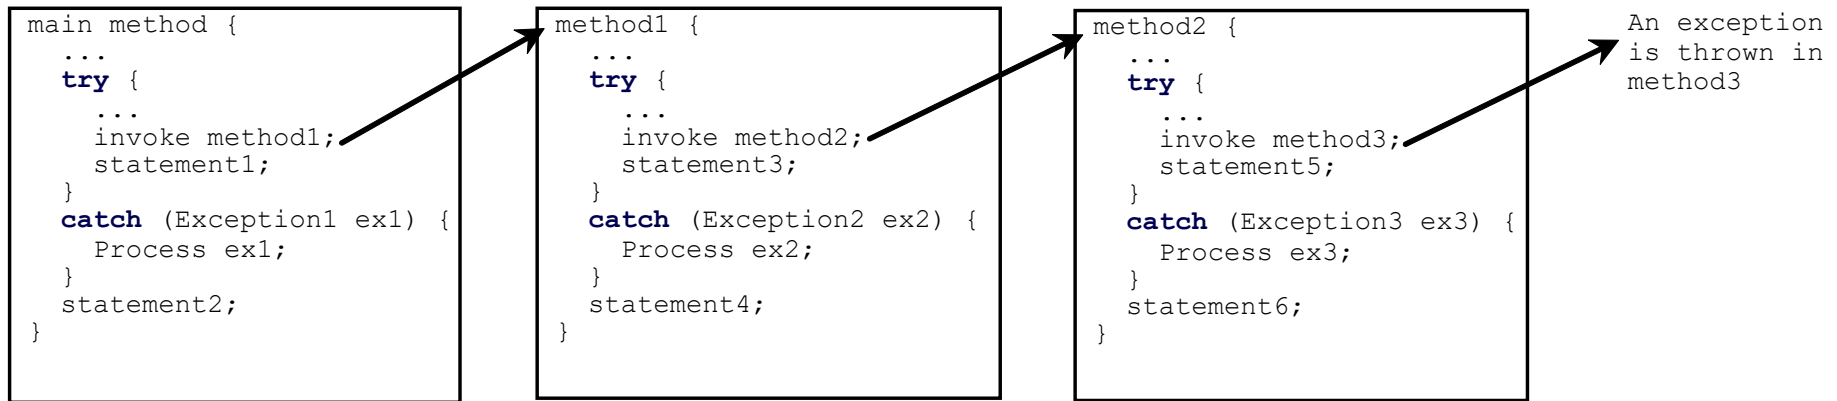 main method {
  ...
  try {
    ...
    invoke method1;
    statement1;
  }
  catch (Exception1 ex1) {
    Process ex1;
  }
  statement2;
}
method1 {
  ...
  try {
    ...
    invoke method2;
    statement3;
  }
  catch (Exception2 ex2) {
    Process ex2;
  }
  statement4;
}
method2 {
  ...
  try {
    ...
    invoke method3;
    statement5;
  }
  catch (Exception3 ex3) {
    Process ex3;
  }
  statement6;
}
An exception
is thrown in
method3